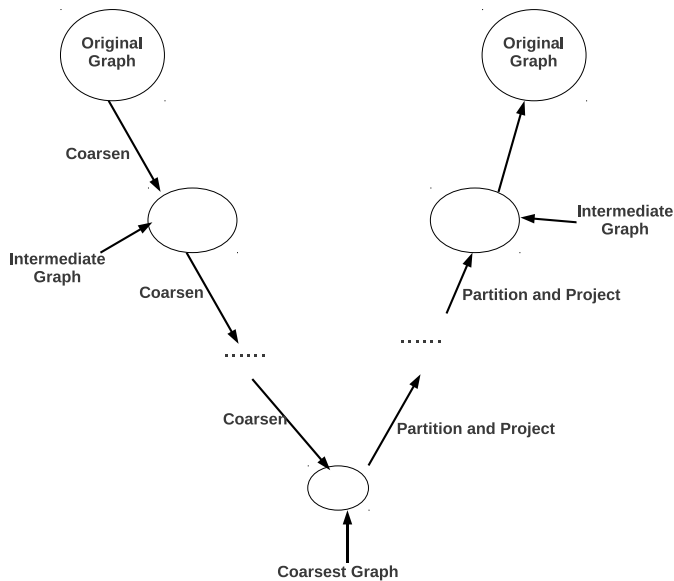 Original
Graph
Original
Graph
Coarsen
Intermediate
Graph
Intermediate
Graph
Coarsen
Partition and Project
......
......
Coarsen
Partition and Project
Coarsest Graph